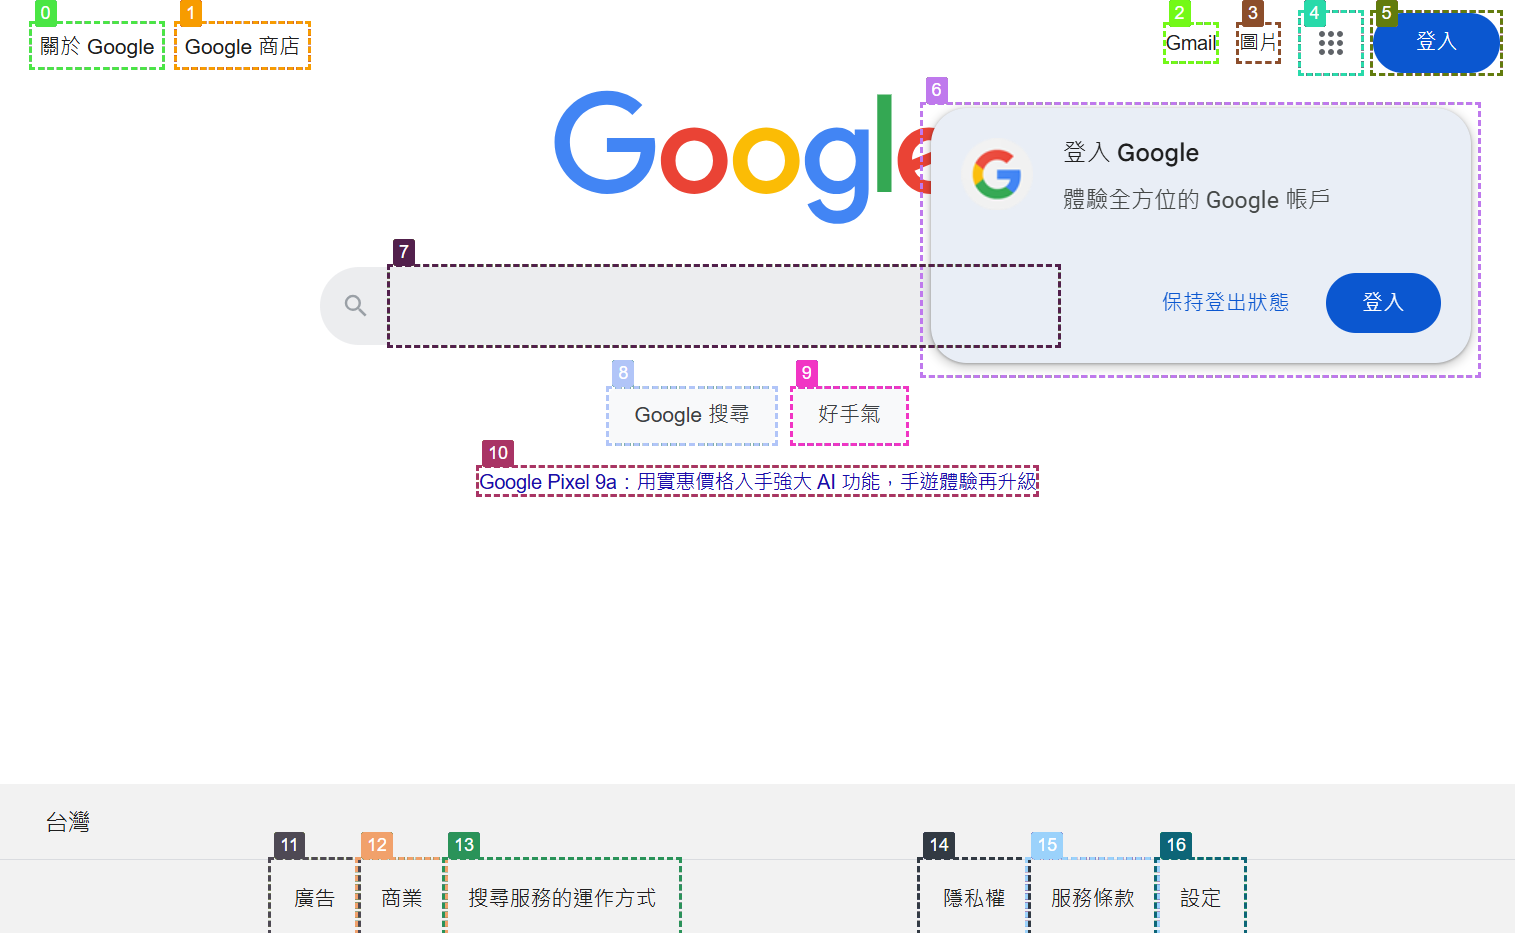 0
1
2
3
4
5
關於 Google
Google 商店
Gmail
圖片
登入
6
Google
登入 Google
體驗全方位的 Google 帳戶
7
保持登出狀態
登入
8
9
Google 搜尋
好手氣
10
Google Pixel 9a：用實惠價格入手強大 AI 功能，手遊體驗再升級
台灣
11
12
13
14
15
16
廣告
商業
搜尋服務的運作方式
隱私權
服務條款
設定